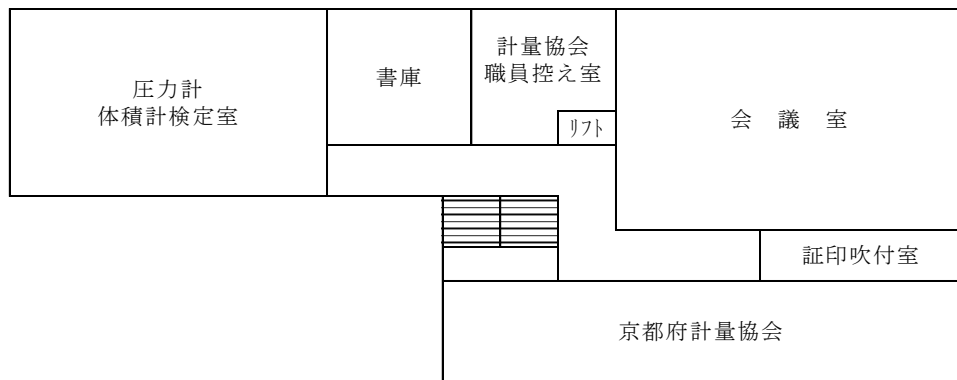 圧力計
体積計検定室
書庫
計量協会
職員控え室
リフト
会　議　室
証印吹付室
京都府計量協会